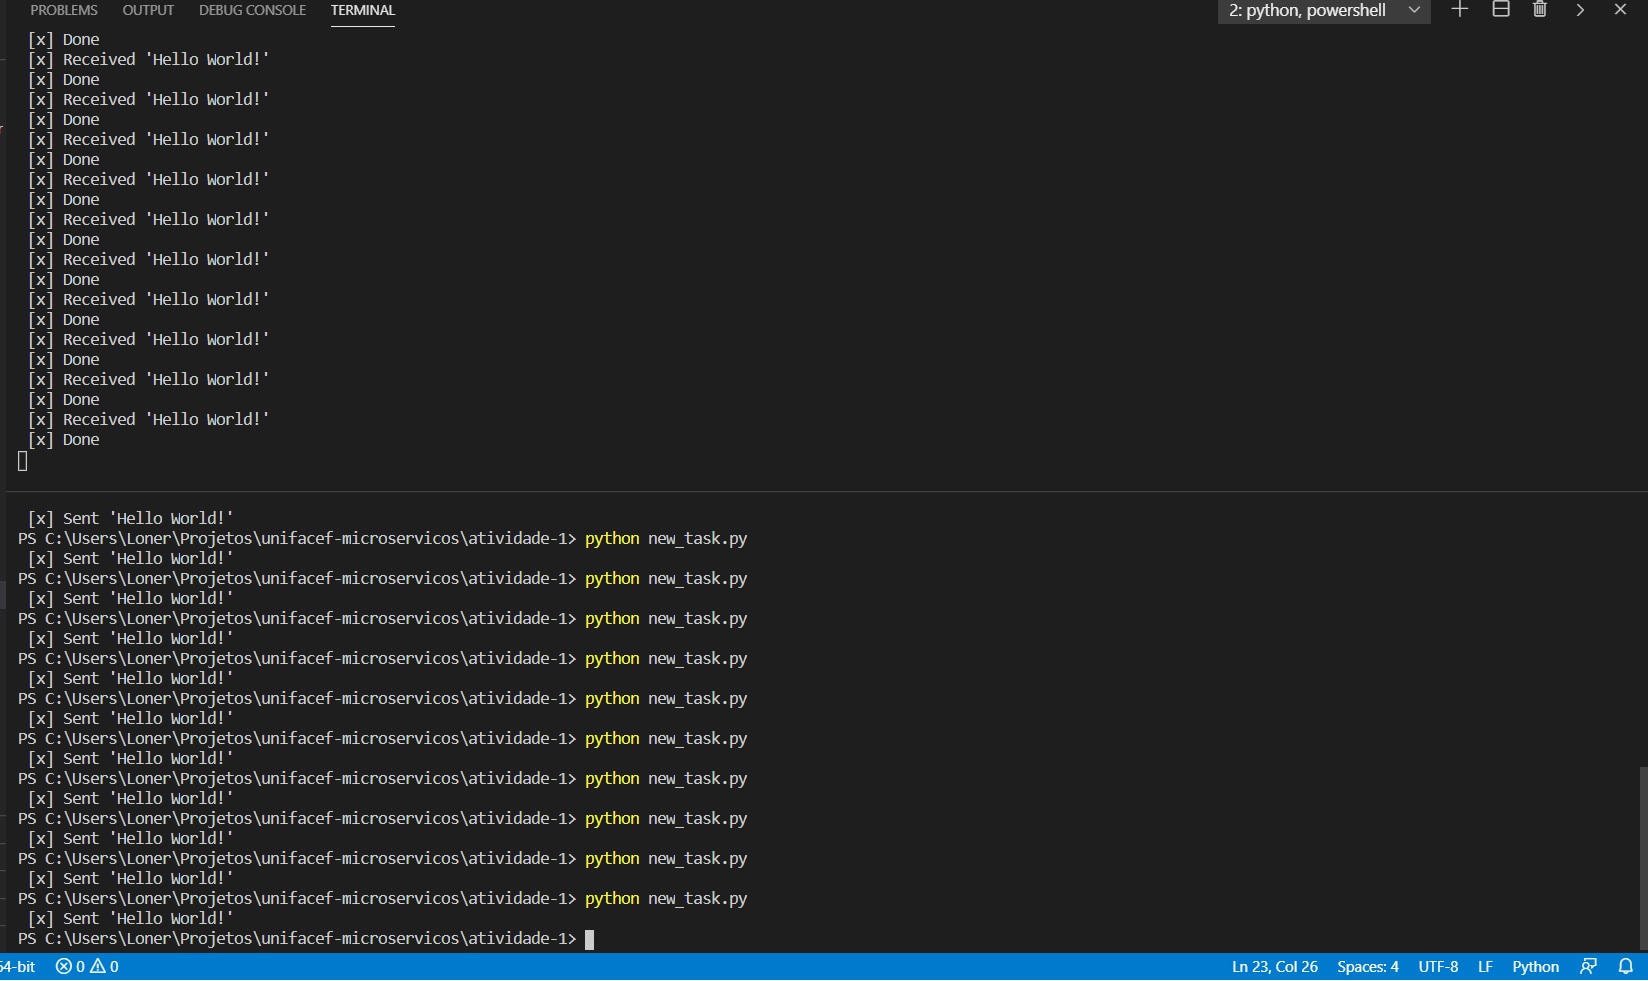 PROBLEMS OUTPUT DEBUG CONSOLE TERMINAL 2: python, powershell
[x] Done
[x] Received 'Hello World!'
[x] Done
[x] Received 'Hello World!'
[x] Done
[x] Received 'Hello World!'
[x] Done
[x] Received 'Hello World!'
[x] Done
[x] Received 'Hello World!'
[x] Done
[x] Received 'Hello World!'
[x] Done
[x] Received 'Hello World!'
[x] Done
[x] Received 'Hello World!'
[x] Done
[x] Received 'Hello World!'
[x] Done
[x] Received 'Hello World!'
[x] Done
[x] Sent 'Hello World!'
PS C:\Users\Loner\Projetos\unifacef-microservicos\atividade-1> python new_task.py
[x] Sent 'Hello World!'
PS C:\Users\Loner\Projetos\unifacef-microservicos\atividade-1> python new_task.py
[x] Sent 'Hello World!'
PS C:\Users\Loner\Projetos\unifacef-microservicos\atividade-1> python new_task.py
[x] Sent 'Hello World!'
PS C:\Users\Loner\Projetos\unifacef-microservicos\atividade-1> python new_task.py
[x] Sent 'Hello World!'
PS C:\Users\Loner\Projetos\unifacef-microservicos\atividade-1> python new_task.py
[x] Sent 'Hello World!'
PS C:\Users\Loner\Projetos\unifacef-microservicos\atividade-1> python new_task.py
[x] Sent 'Hello World!'
PS C:\Users\Loner\Projetos\unifacef-microservicos\atividade-1> python new_task.py
[x] Sent 'Hello World!'
PS C:\Users\Loner\Projetos\unifacef-microservicos\atividade-1> python new_task.py
[x] Sent 'Hello World!'
PS C:\Users\Loner\Projetos\unifacef-microservicos\atividade-1> python new_task.py
[x] Sent 'Hello World!'
PS C:\Users\Loner\Projetos\unifacef-microservicos\atividade-1> python new_task.py
[x] Sent 'Hello World!'
PS C:\Users\Loner\Projetos\unifacef-microservicos\atividade-1>
64-bit 0 0 Ln 23, Col 26 Spaces: 4 UTF-8 LF Python